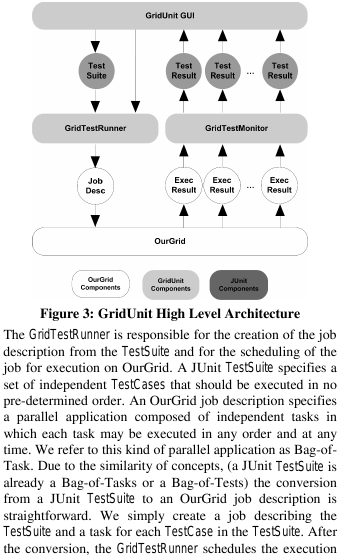 GridUnit GUI
Test
Suite
Test
Result
Test
Result
...
Test
Result
GridTestRunner
GridTestMonitor
Job
Desc
Exec
Result
Exec
Result
...
Exec
Result
OurGrid
OurGrid
Components
GridUnit
Components
JUnit
Components
Figure 3: GridUnit High Level Architecture
The GridTestRunner is responsible for the creation of the job
description from the TestSuite and for the scheduling of the
job for execution on OurGrid. A JUnit TestSuite specifies a
set of independent TestCases that should be executed in no
pre-determined order. An OurGrid job description specifies
a parallel application composed of independent tasks in
which each task may be executed in any order and at any
time. We refer to this kind of parallel application as Bag-of-
Task. Due to the similarity of concepts, (a JUnit TestSuite is
already a Bag-of-Tasks or a Bag-of-Tests) the conversion
from a JUnit TestSuite to an OurGrid job description is
straightforward. We simply create a job describing the
TestSuite and a task for each TestCase in the TestSuite. After
the conversion, the GridTestRunner schedules the execution